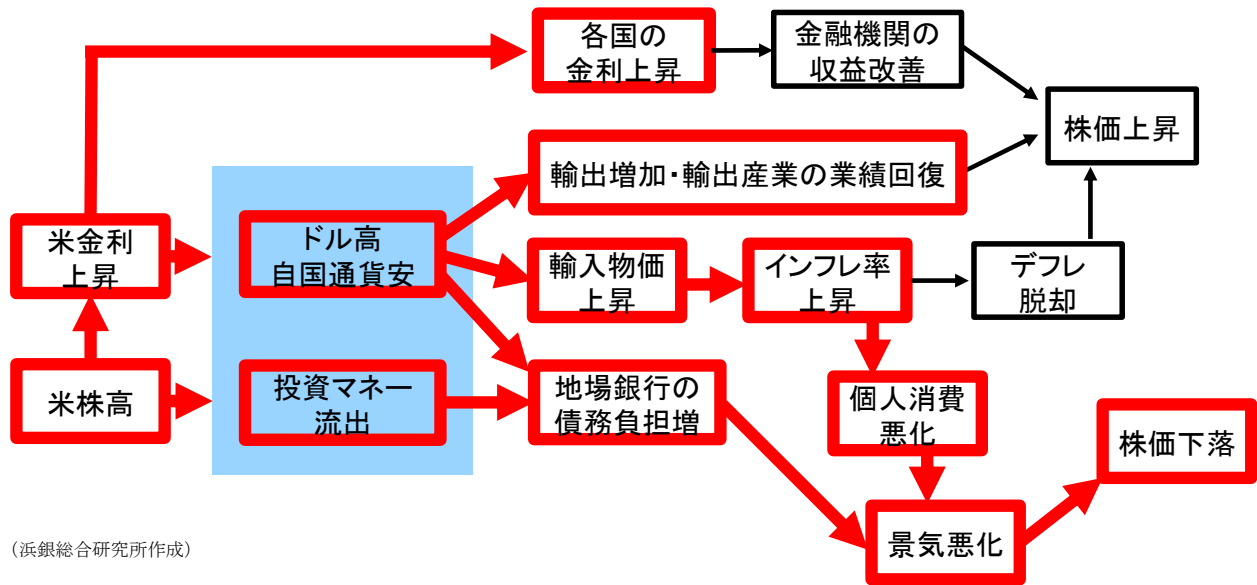 各国の
金利上昇
金融機関の
収益改善
株価上昇
輸出増加・輸出産業の業績回復
米金利
上昇
ドル高
自国通貨安
輸入物価
上昇
インフレ率
上昇
デフレ
脱却
米株高
投資マネー
流出
地場銀行の
債務負担増
個人消費
悪化
株価下落
景気悪化
(浜銀総合研究所作成)